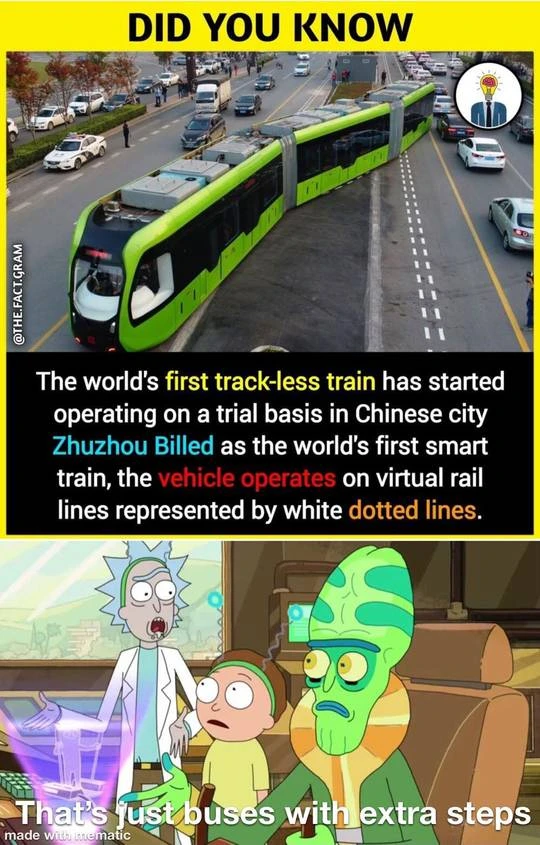 DID YOU KNOW
@THE.FACT.GRAM
The world's first track-less train has started
operating on a trial basis in Chinese city
Zhuzhou Billed as the world's first smart
train, the vehicle operates on virtual rail
lines represented by white dotted lines.
That's just buses with extra steps
made with mematic